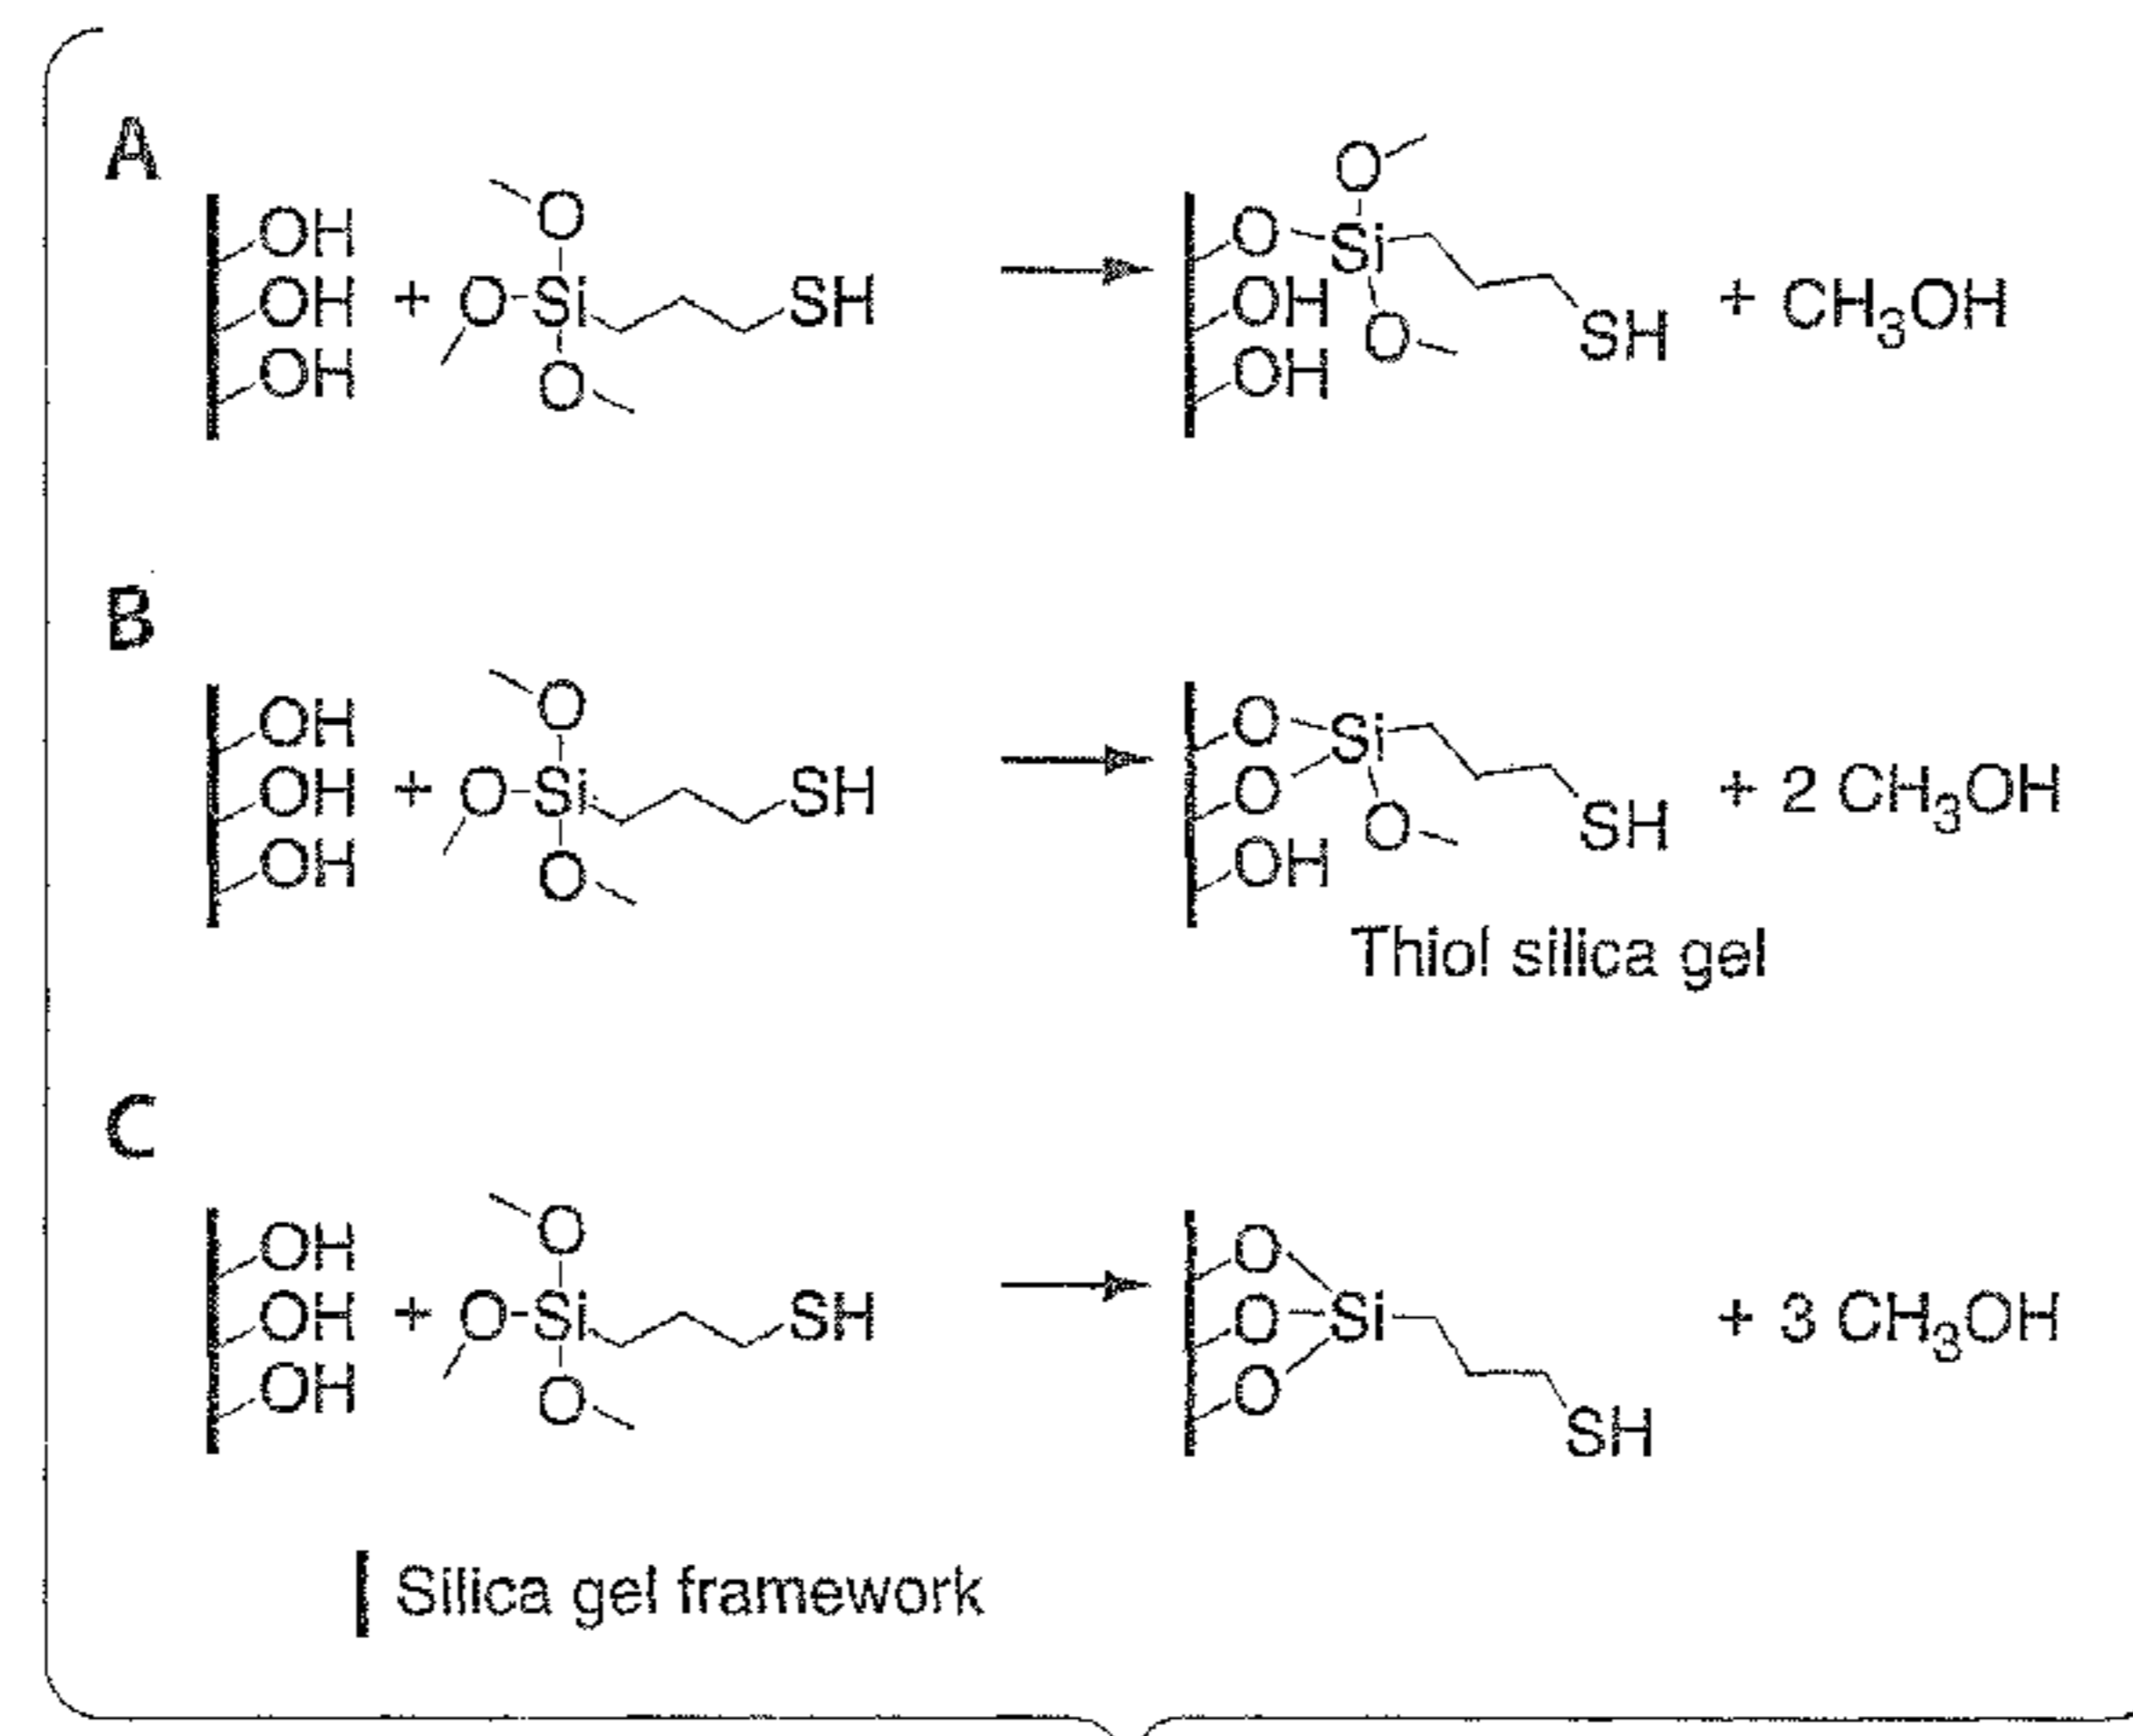 A
O
OH O O Si
OH + O-Si SH OH SH + CH3OH
OH O OH O
B
OH O O Si
OH + O-Si SH O SH + 2 CH3OH
OH O OH O
Thiol silica gel
C
OH O O
OH + O-Si SH O Si + 3 CH3OH
OH O O SH
Silica gel framework